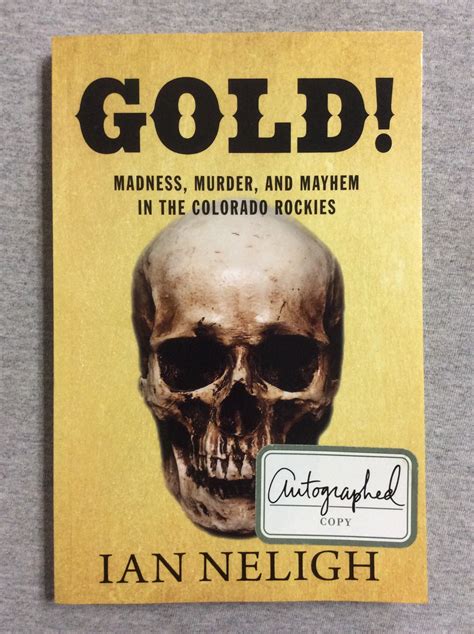 GOLD!
MADNESS, MURDER, AND MAYHEM
IN THE COLORADO ROCKIES
Autographed
COPY
IAN NELIGH